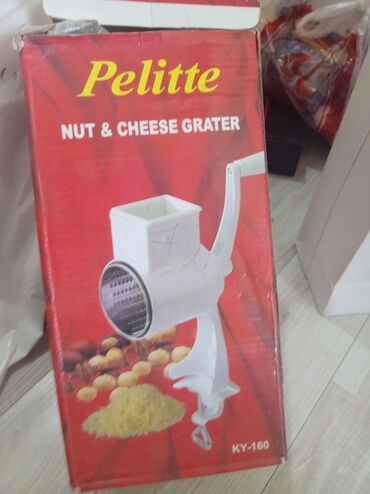 Pelitte
NUT & CHEESE GRATER
KY-160